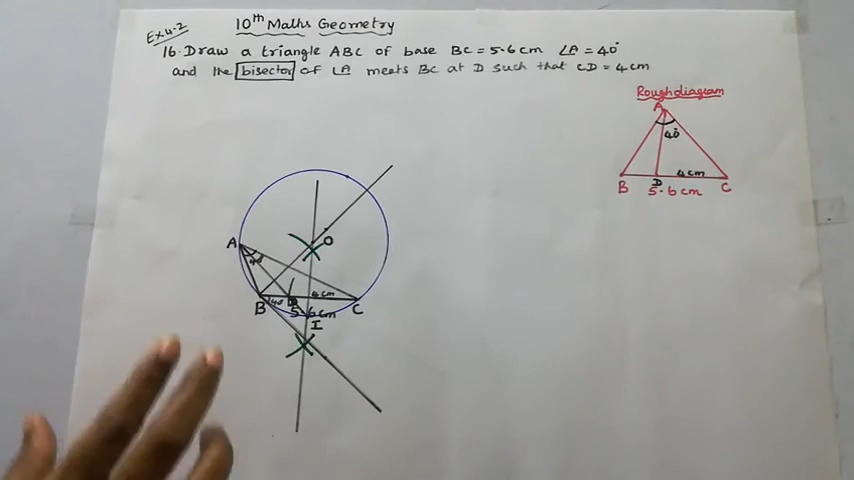 Ex 4.2
10th Maths Geometry
16. Draw a triangle ABC of base BC = 5.6 cm ∠A = 40°
and the bisector of ∠A meets BC at D such that CD = 4 cm
Rough diagram
A
40°
4 cm
B D C
5.6 cm
A O
40°
4 cm
B 40° D C
5.6 cm
I